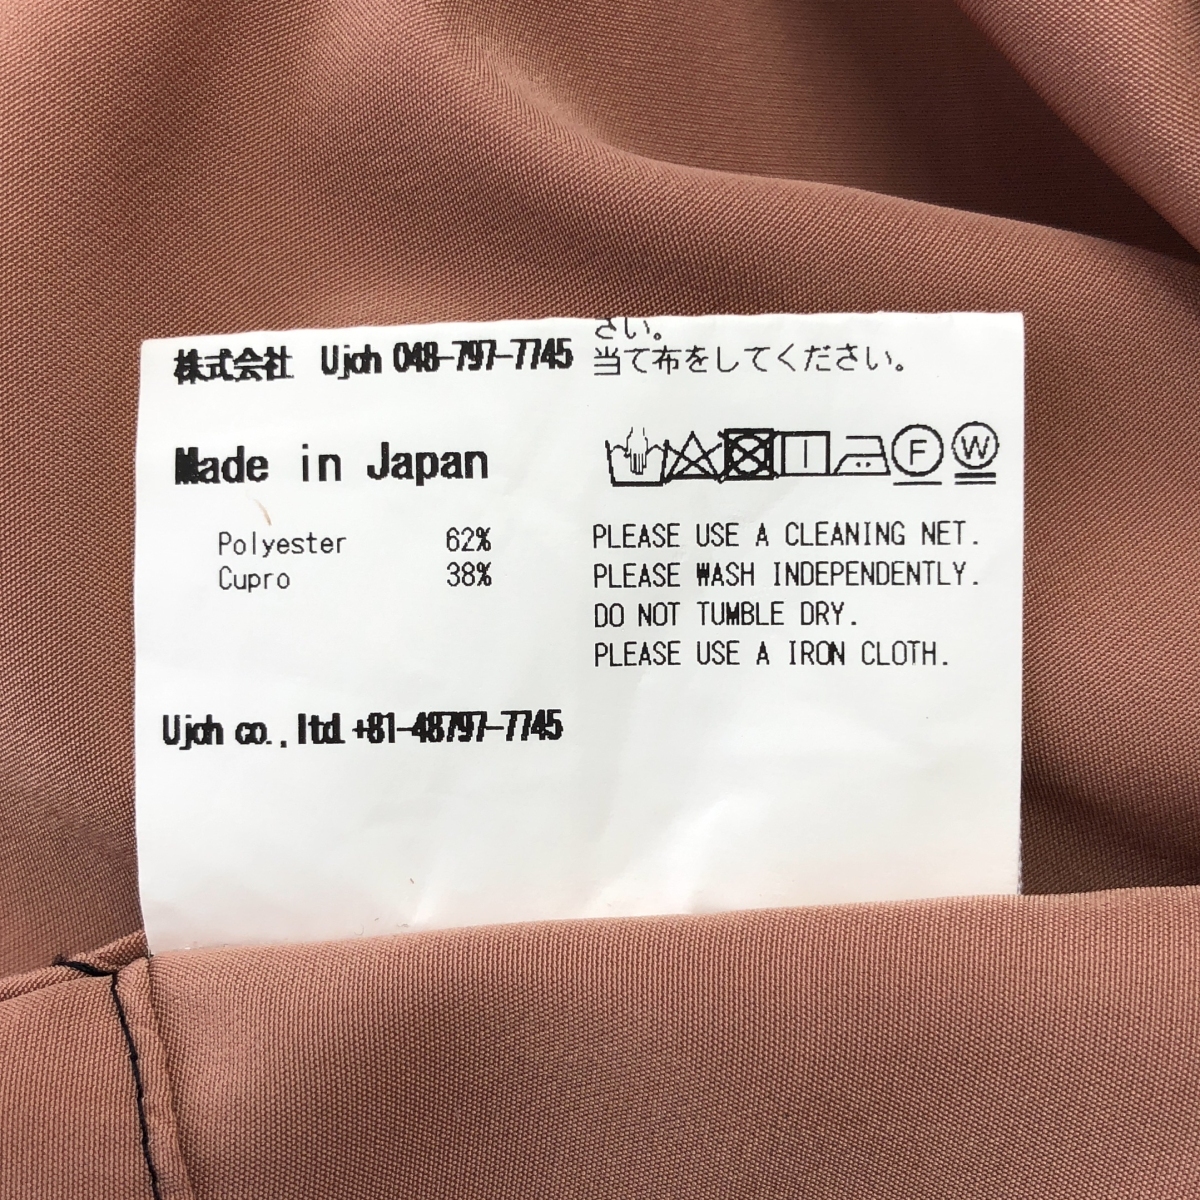 さい。
株式会社 Ujoh 048-797-7745
当て布をしてください。
Made in Japan
F W
Polyester 62%
Cupro 38%
PLEASE USE A CLEANING NET.
PLEASE WASH INDEPENDENTLY.
DO NOT TUMBLE DRY.
PLEASE USE A IRON CLOTH.
Ujoh co., ltd. +81-48797-7745